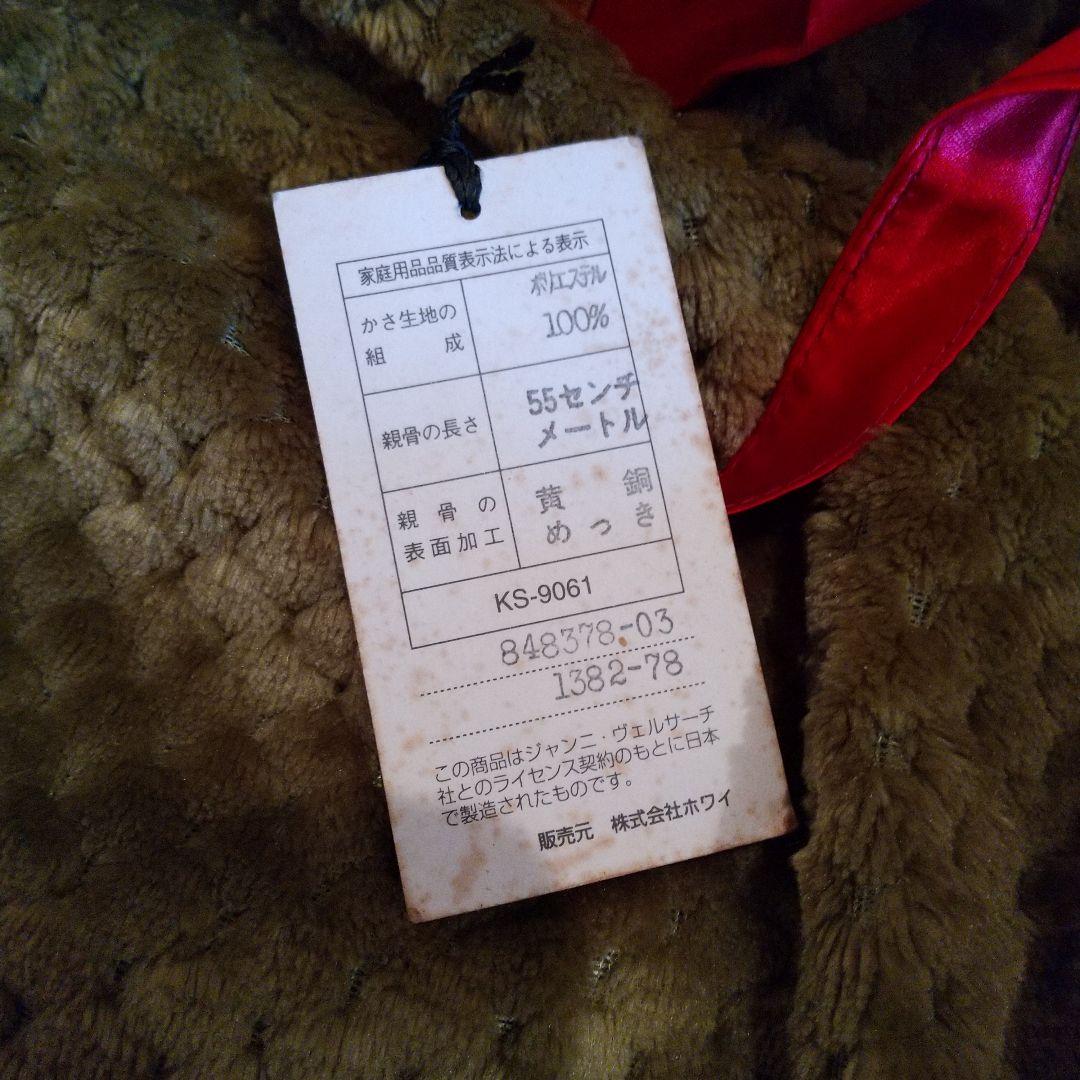 家庭用品品質表示法による表示
かさ生地の
組成
ポリエステル
100%
親骨の長さ
55センチ
メートル
親骨の
表面加工
黄銅
めっき
KS-9061
848378-03
1382-78
この商品はジャンニ・ヴェルサーチ
社とのライセンス契約のもとに日本
で製造されたものです。
販売元 株式会社ホワイ